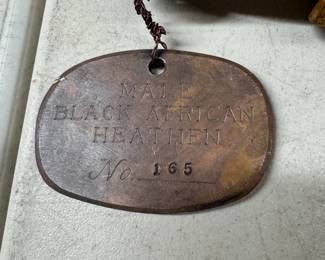 MALE
BLACK AFRICAN
HEATHEN
No. 165